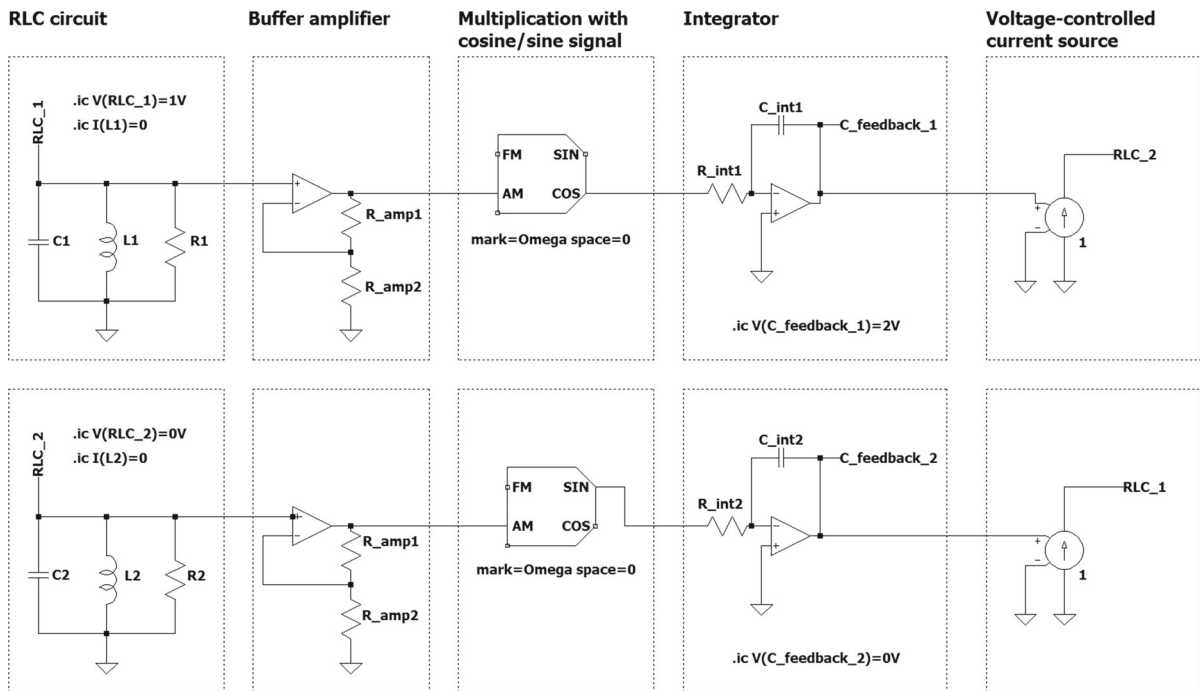 RLC circuit
Buffer amplifier
Multiplication with
cosine/sine signal
Integrator
Voltage-controlled
current source
RLC_1
.ic V(RLC_1)=1V
.ic I(L1)=0
C1
L1
R1
+
−
R_amp1
R_amp2
FM
SIN
AM
COS
mark=Omega space=0
C_int1
C_feedback_1
R_int1
−
+
.ic V(C_feedback_1)=2V
RLC_2
+
−
1
RLC_2
.ic V(RLC_2)=0V
.ic I(L2)=0
C2
L2
R2
+
−
R_amp1
R_amp2
FM
SIN
AM
COS
mark=Omega space=0
C_int2
C_feedback_2
R_int2
−
+
.ic V(C_feedback_2)=0V
RLC_1
+
−
1